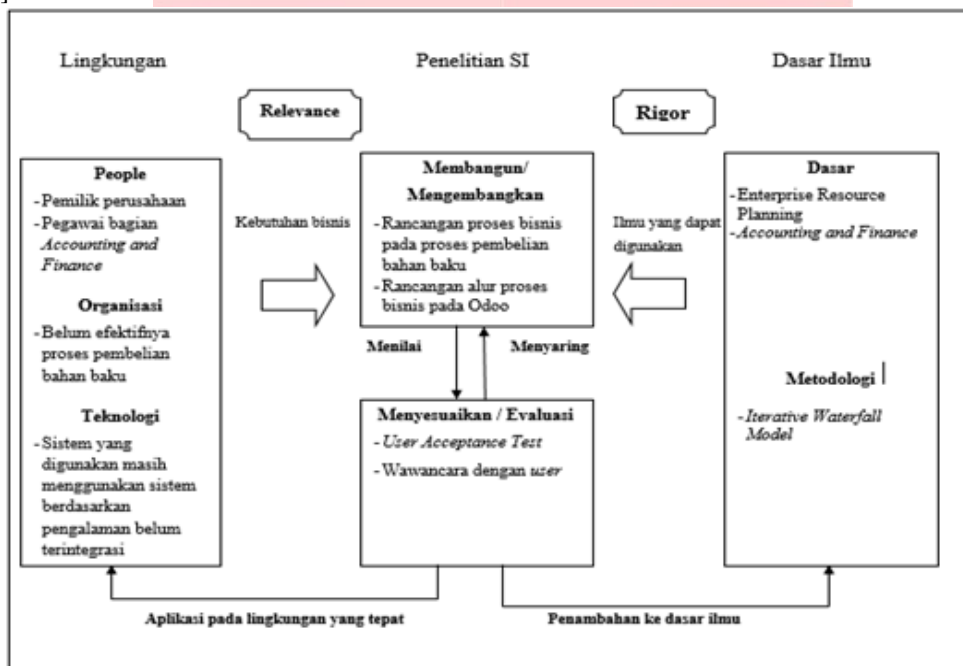 Lingkungan
Penelitian SI
Dasar Ilmu
Relevance
Rigor
People
-Pemilik perusahaan
-Pegawai bagian
Accounting and
Finance
Organisasi
-Belum efektifnya
proses pembelian
bahan baku
Teknologi
-Sistem yang
digunakan masih
menggunakan sistem
berdasarkan
pengalaman belum
terintegrasi
Kebutuhan bisnis
Membangun/
Mengembangkan
-Rancangan proses bisnis
pada proses pembelian
bahan baku
-Rancangan alur proses
bisnis pada Odoo
Menilai
Menyaring
Menyesuaikan / Evaluasi
-User Acceptance Test
-Wawancara dengan user
Ilmu yang dapat
digunakan
Dasar
-Enterprise Resource
Planning
-Accounting and Finance
Metodologi
-Iterative Waterfall
Model
Aplikasi pada lingkungan yang tepat
Penambahan ke dasar ilmu